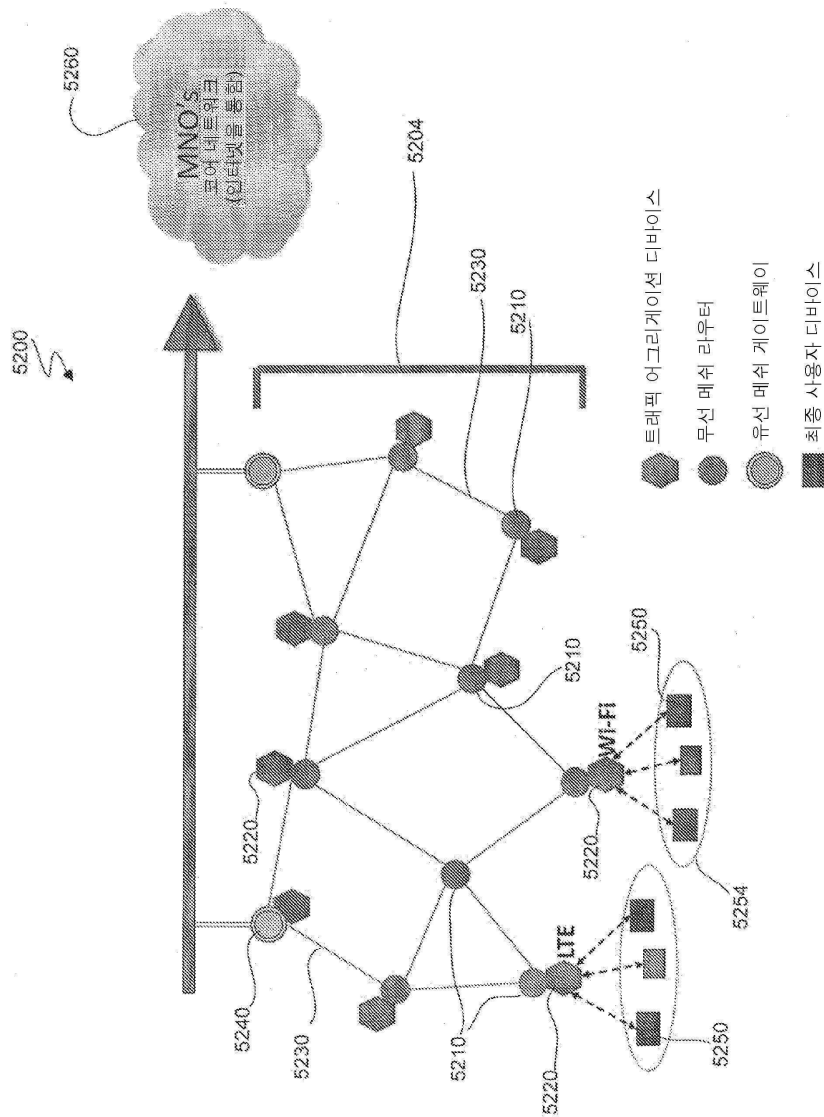 5200
5260
MNO's
코어 네트워크
(인터넷을 통함)
5204
5240
5230
5220
5230
5210
5210
5210
LTE
5220
WI-FI
5220
5250
5250
5254
트래픽 어그리게이션 디바이스
무선 메쉬 라우터
유선 메쉬 게이트웨이
최종 사용자 디바이스